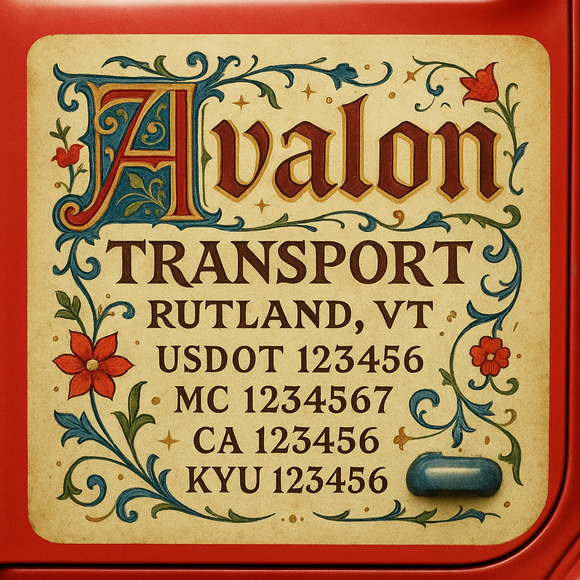 Avalon
TRANSPORT
RUTLAND, VT
USDOT 123456
MC 1234567
CA 123456
KYU 123456